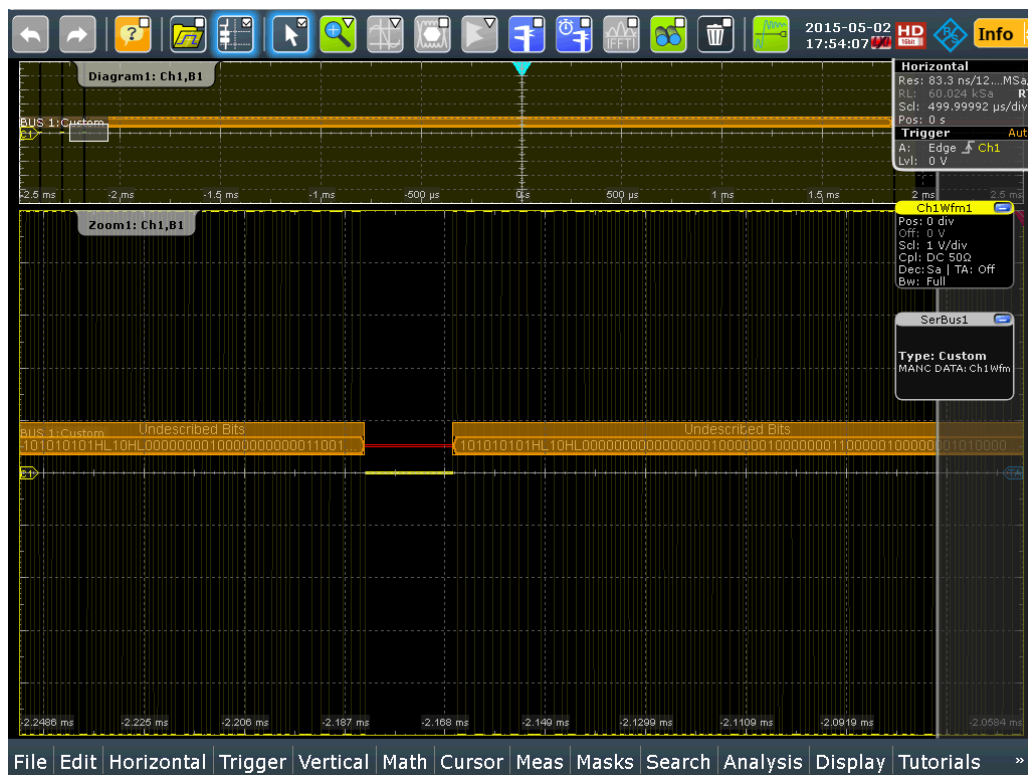 2015-05-02
17:54:07
HD
16bit
Info
Horizontal
Res: 83.3 ns/12....MSa
RL: 60.024 kSa R
Scl: 499.99992 µs/div
Pos: 0 s
Trigger Aut
A: Edge Ch1
Lvl: 0 V
Diagram1: Ch1,B1
BUS 1:Custom
C1
-2.5 ms -2 ms -1.5 ms -1 ms -500 µs 0 s 500 µs 1 ms 1.5 ms 2 ms 2.5 ms
Zoom1: Ch1,B1
Ch1Wfm1
Pos: 0 div
Off: 0 V
Scl: 1 V/div
Cpl: DC 50Ω
Dec:Sa | TA: Off
Bw: Full
SerBus1
Type: Custom
MANC DATA: Ch1Wfm
BUS 1:Custom
Undescribed Bits Undescribed Bits
C1
TA
-2.2486 ms -2.225 ms -2.206 ms -2.187 ms -2.168 ms -2.149 ms -2.1299 ms -2.1109 ms -2.0919 ms -2.0584 ms
File Edit Horizontal Trigger Vertical Math Cursor Meas Masks Search Analysis Display Tutorials »